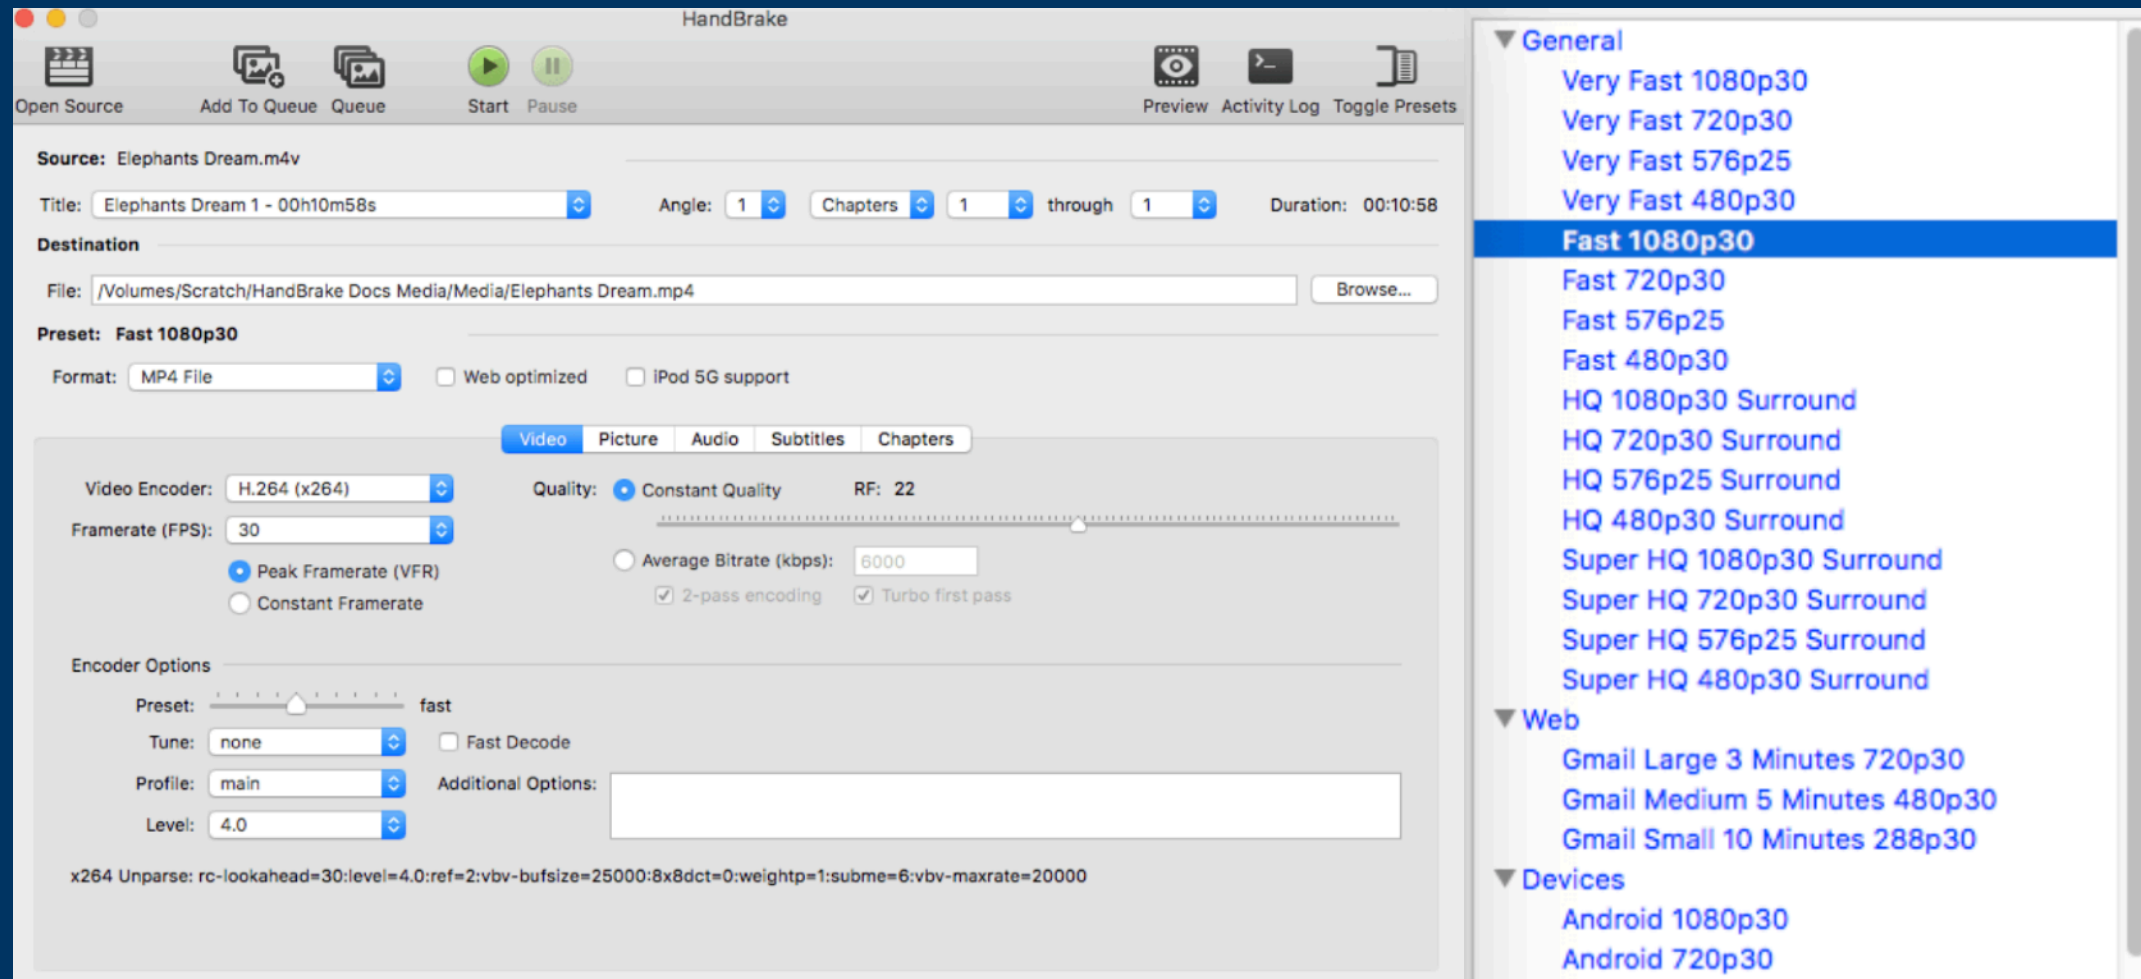 HandBrake
Open Source
Add To Queue
Queue
Start
Pause
Preview
Activity Log
Toggle Presets
Source: Elephants Dream.m4v
Title: Elephants Dream 1 - 00h10m58s Angle: 1 Chapters 1 through 1 Duration: 00:10:58
Destination
File: /Volumes/Scratch/HandBrake Docs Media/Media/Elephants Dream.mp4 Browse...
Preset: Fast 1080p30
Format: MP4 File Web optimized iPod 5G support
Video Picture Audio Subtitles Chapters
Video Encoder: H.264 (x264) Quality: Constant Quality RF: 22
Framerate (FPS): 30
Peak Framerate (VFR)
Constant Framerate
Average Bitrate (kbps): 6000
2-pass encoding Turbo first pass
Encoder Options
Preset: fast
Tune: none Fast Decode
Profile: main Additional Options:
Level: 4.0
x264 Unparse: rc-lookahead=30:level=4.0:ref=2:vbv-bufsize=25000:8x8dct=0:weightp=1:subme=6:vbv-maxrate=20000
General
Very Fast 1080p30
Very Fast 720p30
Very Fast 576p25
Very Fast 480p30
Fast 1080p30
Fast 720p30
Fast 576p25
Fast 480p30
HQ 1080p30 Surround
HQ 720p30 Surround
HQ 576p25 Surround
HQ 480p30 Surround
Super HQ 1080p30 Surround
Super HQ 720p30 Surround
Super HQ 576p25 Surround
Super HQ 480p30 Surround
Web
Gmail Large 3 Minutes 720p30
Gmail Medium 5 Minutes 480p30
Gmail Small 10 Minutes 288p30
Devices
Android 1080p30
Android 720p30